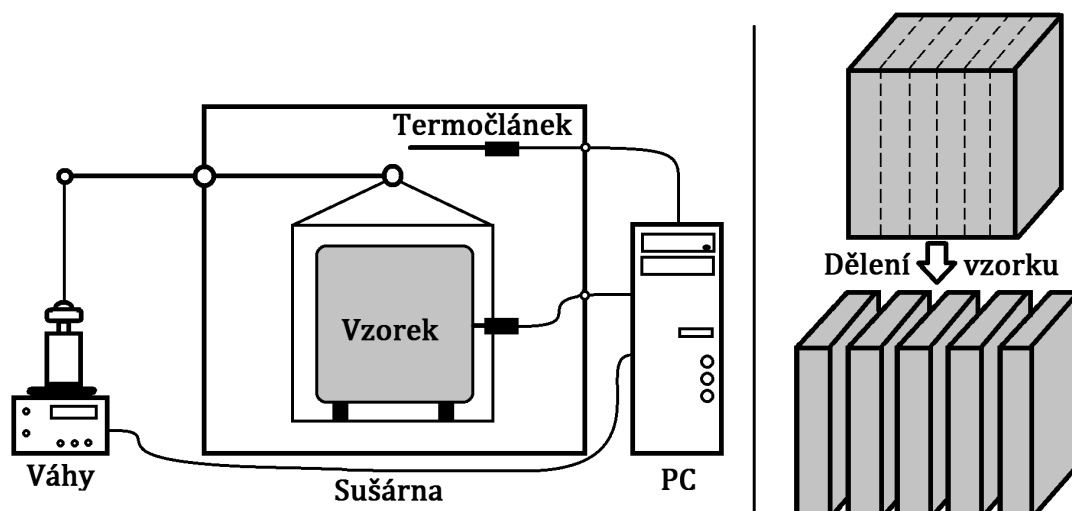 Termočlánek
Vzorek
Váhy
Sušárna
PC
Dělení vzorku